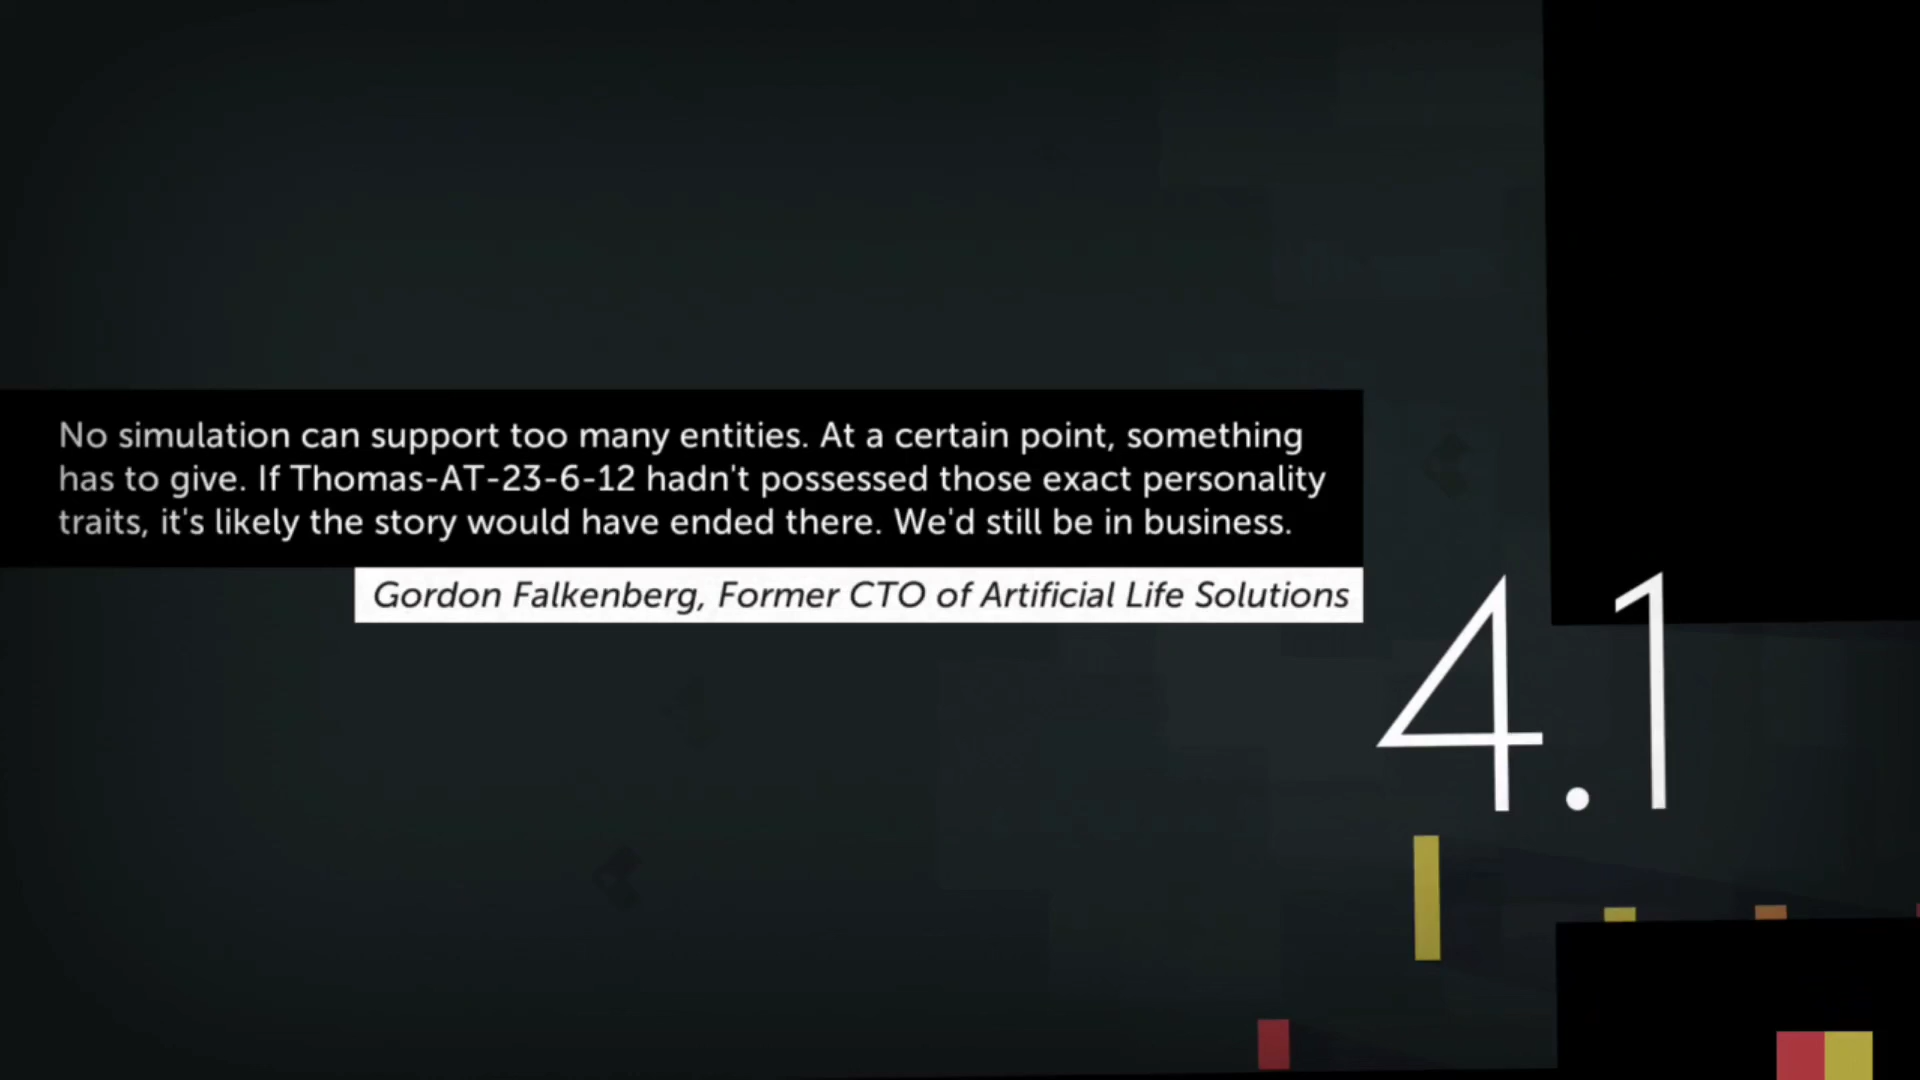 No simulation can support too many entities. At a certain point, something
has to give. If Thomas-AT-23-6-12 hadn't possessed those exact personality
traits, it's likely the story would have ended there. We'd still be in business.
Gordon Falkenberg, Former CTO of Artificial Life Solutions
4.1